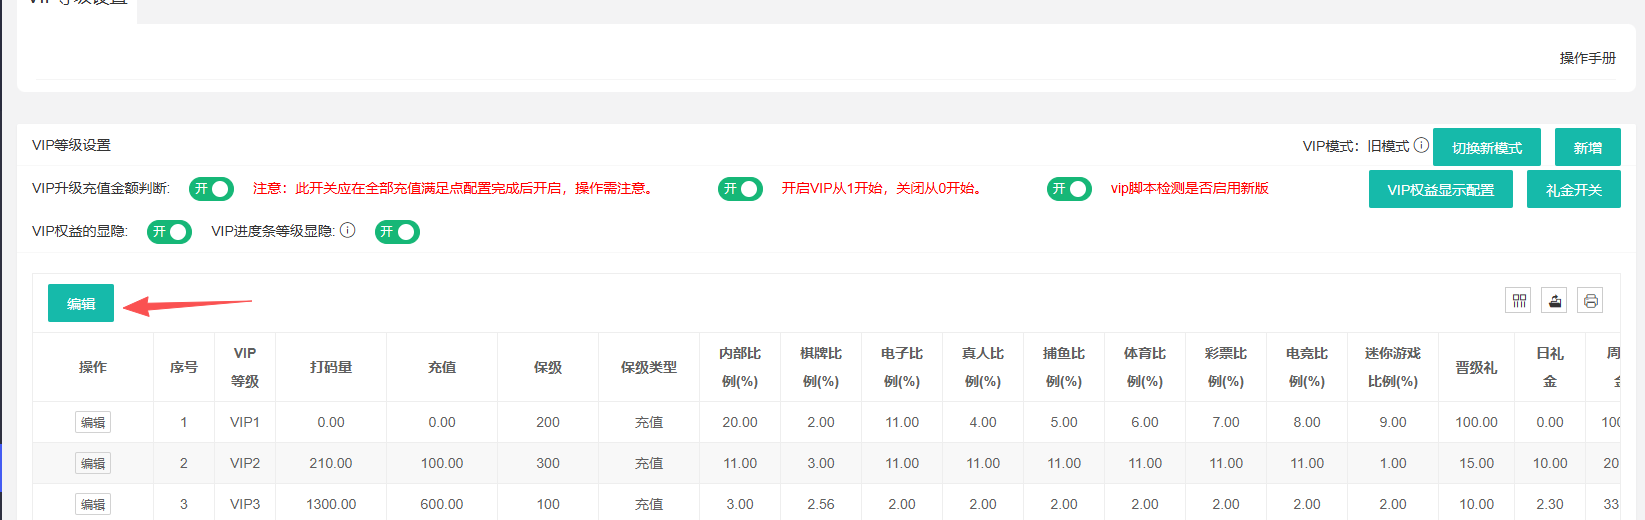 VIP等级设置
操作手册
VIP等级设置
VIP模式：旧模式
切换新模式
新增
VIP升级充值金额判断:
开
注意：此开关应在全部充值满足点配置完成后开启，操作需注意。
开
开启VIP从1开始，关闭从0开始。
开
vip脚本检测是否启用新版
VIP权益显示配置
礼金开关
VIP权益的显隐:
开
VIP进度条等级显隐:
开
编辑
操作 序号 VIP等级 打码量 充值 保级 保级类型 内部比例(%) 棋牌比例(%) 电子比例(%) 真人比例(%) 捕鱼比例(%) 体育比例(%) 彩票比例(%) 电竞比例(%) 迷你游戏比例(%) 晋级礼 日礼金 周
编辑 1 VIP1 0.00 0.00 200 充值 20.00 2.00 11.00 4.00 5.00 6.00 7.00 8.00 9.00 100.00 0.00 100
编辑 2 VIP2 210.00 100.00 300 充值 11.00 3.00 11.00 11.00 11.00 11.00 11.00 11.00 1.00 15.00 10.00 20.
编辑 3 VIP3 1300.00 600.00 100 充值 3.00 2.56 2.00 2.00 2.00 2.00 2.00 2.00 2.00 10.00 2.30 33.